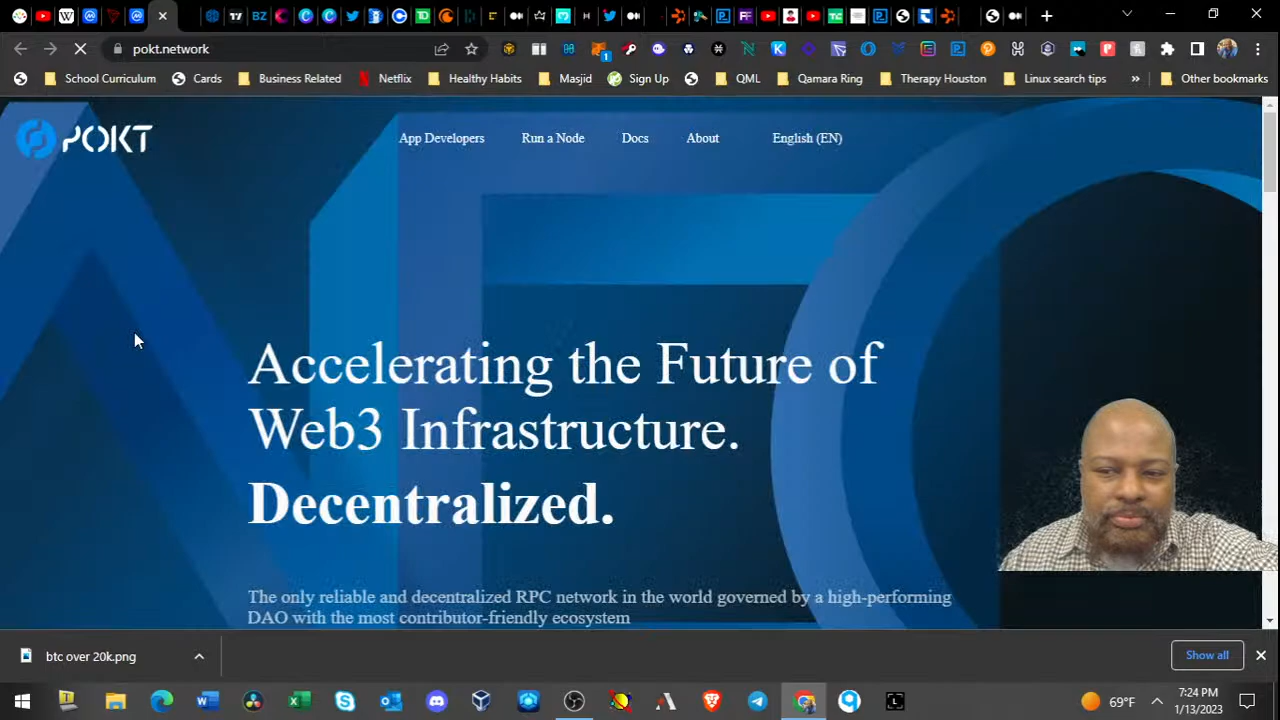 pokt.network
1
School Curriculum
Cards
Business Related
Netflix
Healthy Habits
Masjid
Sign Up
QML
Qamara Ring
Therapy Houston
Linux search tips
»
Other bookmarks
POKT
App Developers
Run a Node
Docs
About
English (EN)
Accelerating the Future of
Web3 Infrastructure.
Decentralized.
The only reliable and decentralized RPC network in the world governed by a high-performing
DAO with the most contributor-friendly ecosystem
btc over 20k.png
Show all
69°F
7:24 PM
1/13/2023